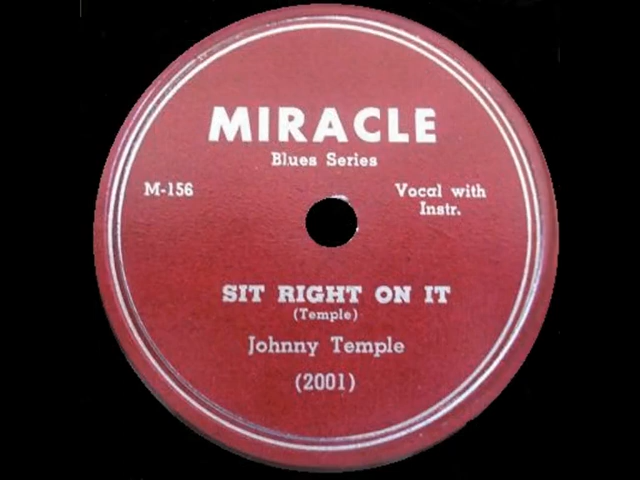 MIRACLE
Blues Series
M-156
Vocal with
Instr.
SIT RIGHT ON IT
(Temple)
Johnny Temple
(2001)